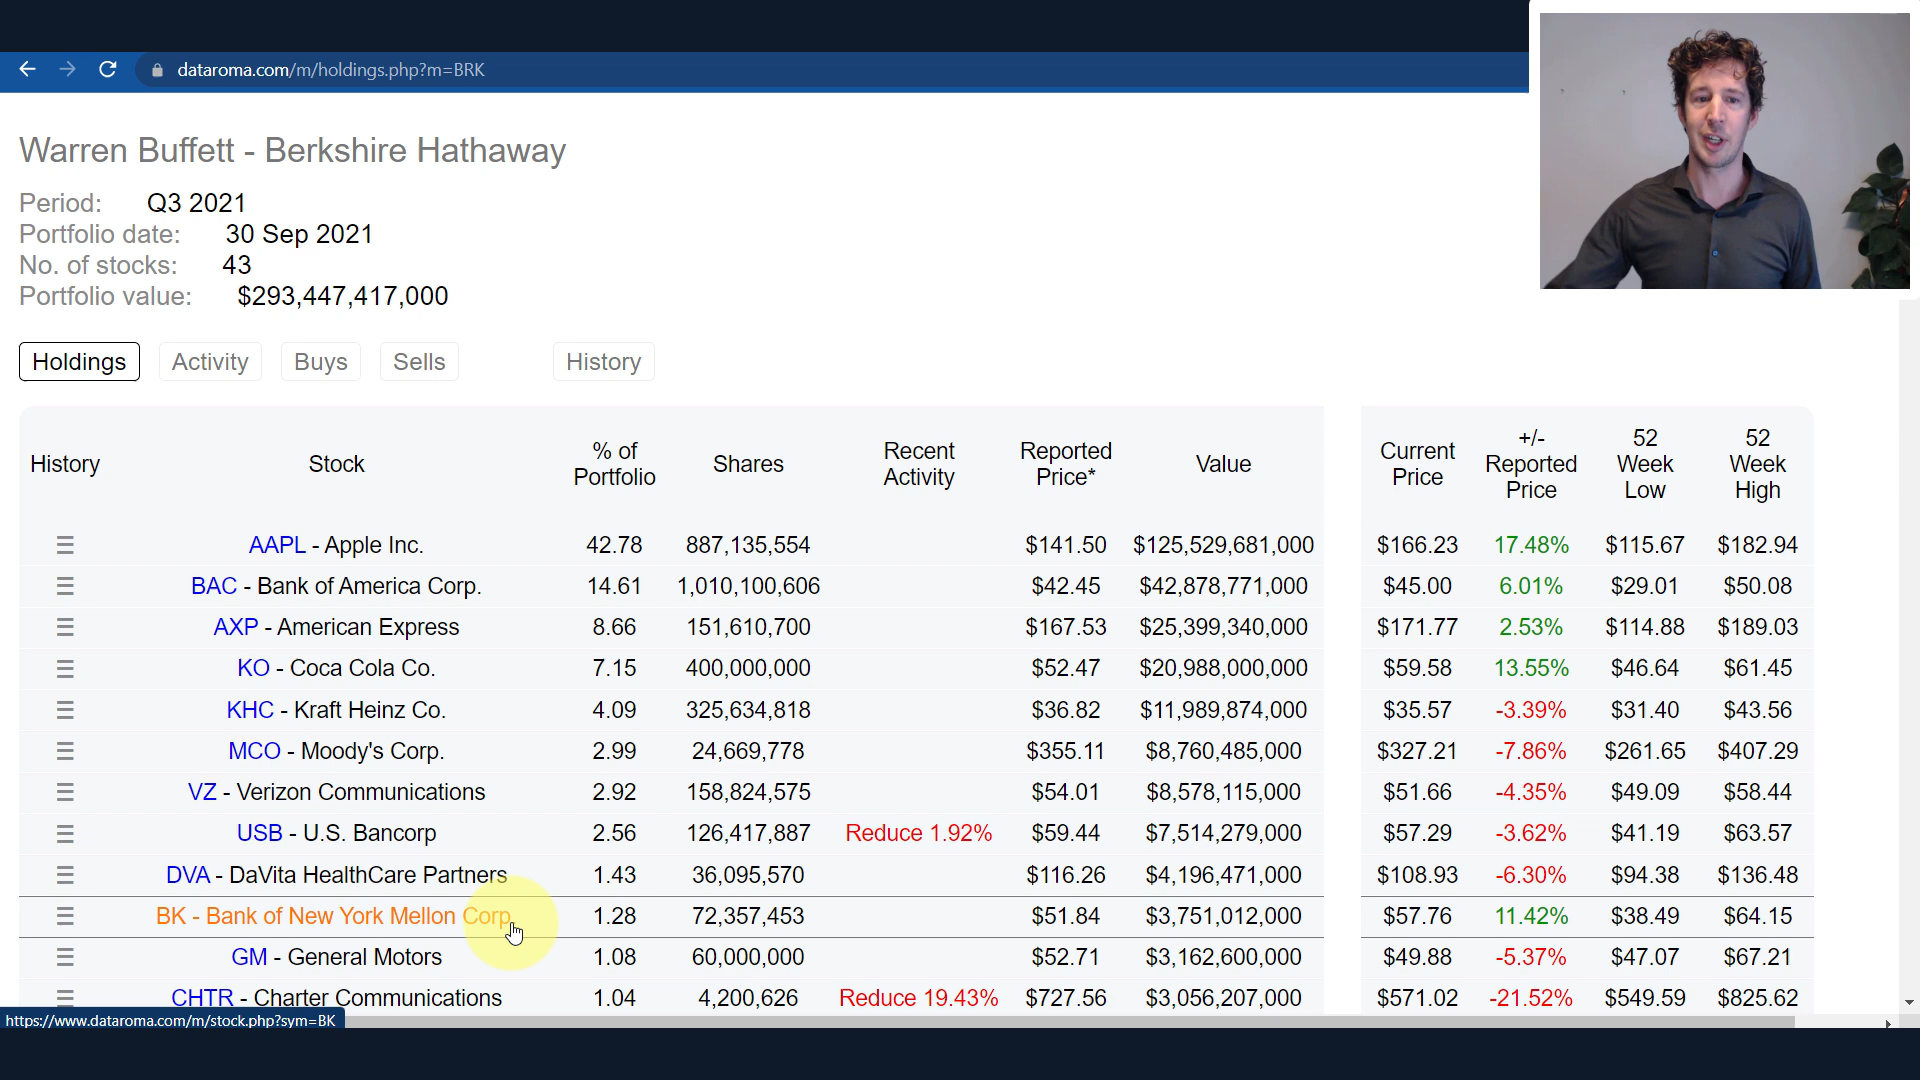 dataroma.com/m/holdings.php?m=BRK
Warren Buffett - Berkshire Hathaway
Period: Q3 2021
Portfolio date: 30 Sep 2021
No. of stocks: 43
Portfolio value: $293,447,417,000
Holdings Activity Buys Sells History
History Stock % of Portfolio Shares Recent Activity Reported Price* Value Current Price +/- Reported Price 52 Week Low 52 Week High
≡ AAPL - Apple Inc. 42.78 887,135,554 $141.50 $125,529,681,000 $166.23 17.48% $115.67 $182.94
≡ BAC - Bank of America Corp. 14.61 1,010,100,606 $42.45 $42,878,771,000 $45.00 6.01% $29.01 $50.08
≡ AXP - American Express 8.66 151,610,700 $167.53 $25,399,340,000 $171.77 2.53% $114.88 $189.03
≡ KO - Coca Cola Co. 7.15 400,000,000 $52.47 $20,988,000,000 $59.58 13.55% $46.64 $61.45
≡ KHC - Kraft Heinz Co. 4.09 325,634,818 $36.82 $11,989,874,000 $35.57 -3.39% $31.40 $43.56
≡ MCO - Moody's Corp. 2.99 24,669,778 $355.11 $8,760,485,000 $327.21 -7.86% $261.65 $407.29
≡ VZ - Verizon Communications 2.92 158,824,575 $54.01 $8,578,115,000 $51.66 -4.35% $49.09 $58.44
≡ USB - U.S. Bancorp 2.56 126,417,887 Reduce 1.92% $59.44 $7,514,279,000 $57.29 -3.62% $41.19 $63.57
≡ DVA - DaVita HealthCare Partners 1.43 36,095,570 $116.26 $4,196,471,000 $108.93 -6.30% $94.38 $136.48
≡ BK - Bank of New York Mellon Corp. 1.28 72,357,453 $51.84 $3,751,012,000 $57.76 11.42% $38.49 $64.15
≡ GM - General Motors 1.08 60,000,000 $52.71 $3,162,600,000 $49.88 -5.37% $47.07 $67.21
≡ CHTR - Charter Communications 1.04 4,200,626 Reduce 19.43% $727.56 $3,056,207,000 $571.02 -21.52% $549.59 $825.62
https://www.dataroma.com/m/stock.php?sym=BK